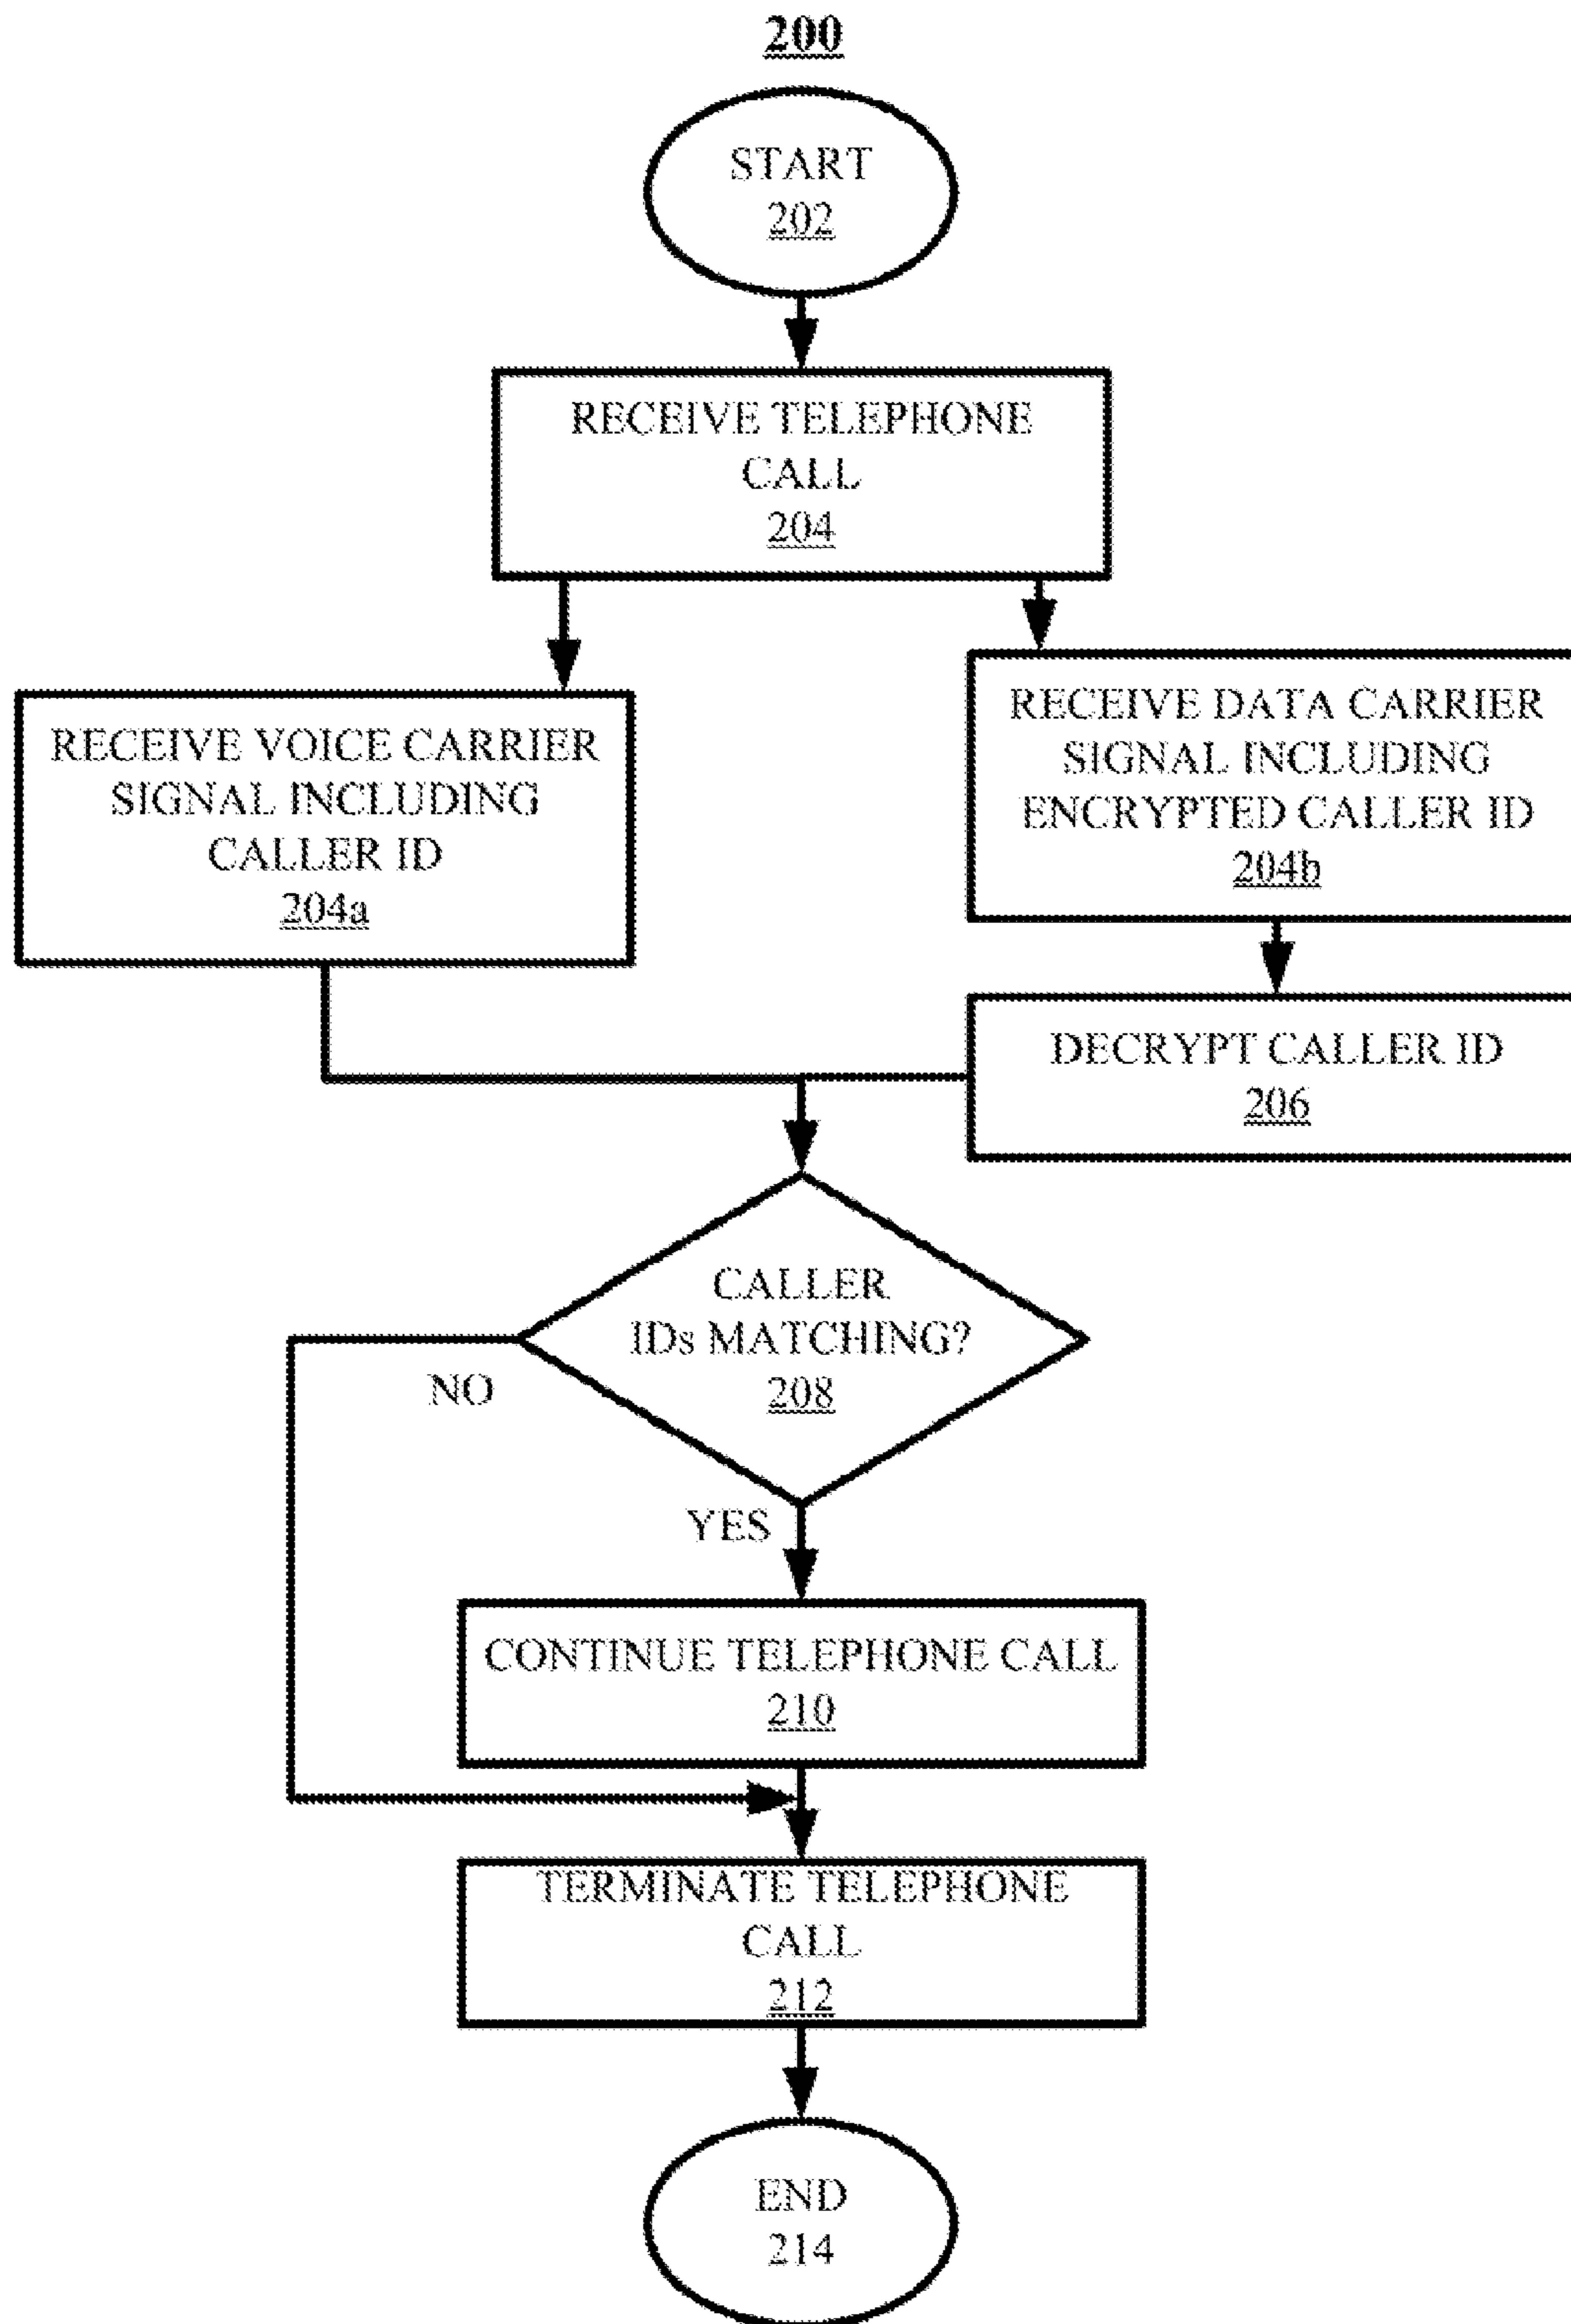 200
START
202
RECEIVE TELEPHONE
CALL
204
RECEIVE VOICE CARRIER
SIGNAL INCLUDING
CALLER ID
204a
RECEIVE DATA CARRIER
SIGNAL INCLUDING
ENCRYPTED CALLER ID
204b
DECRYPT CALLER ID
206
CALLER
IDs MATCHING?
208
NO
YES
CONTINUE TELEPHONE CALL
210
TERMINATE TELEPHONE
CALL
212
END
214